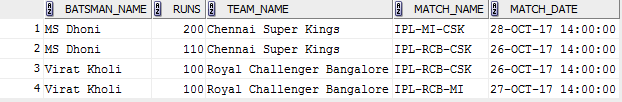 BATSMAN_NAME RUNS TEAM_NAME MATCH_NAME MATCH_DATE
1 MS Dhoni 200 Chennai Super Kings IPL-MI-CSK 28-OCT-17 14:00:00
2 MS Dhoni 110 Chennai Super Kings IPL-RCB-CSK 26-OCT-17 14:00:00
3 Virat Kholi 100 Royal Challenger Bangalore IPL-RCB-CSK 26-OCT-17 14:00:00
4 Virat Kholi 100 Royal Challenger Bangalore IPL-RCB-MI 27-OCT-17 14:00:00